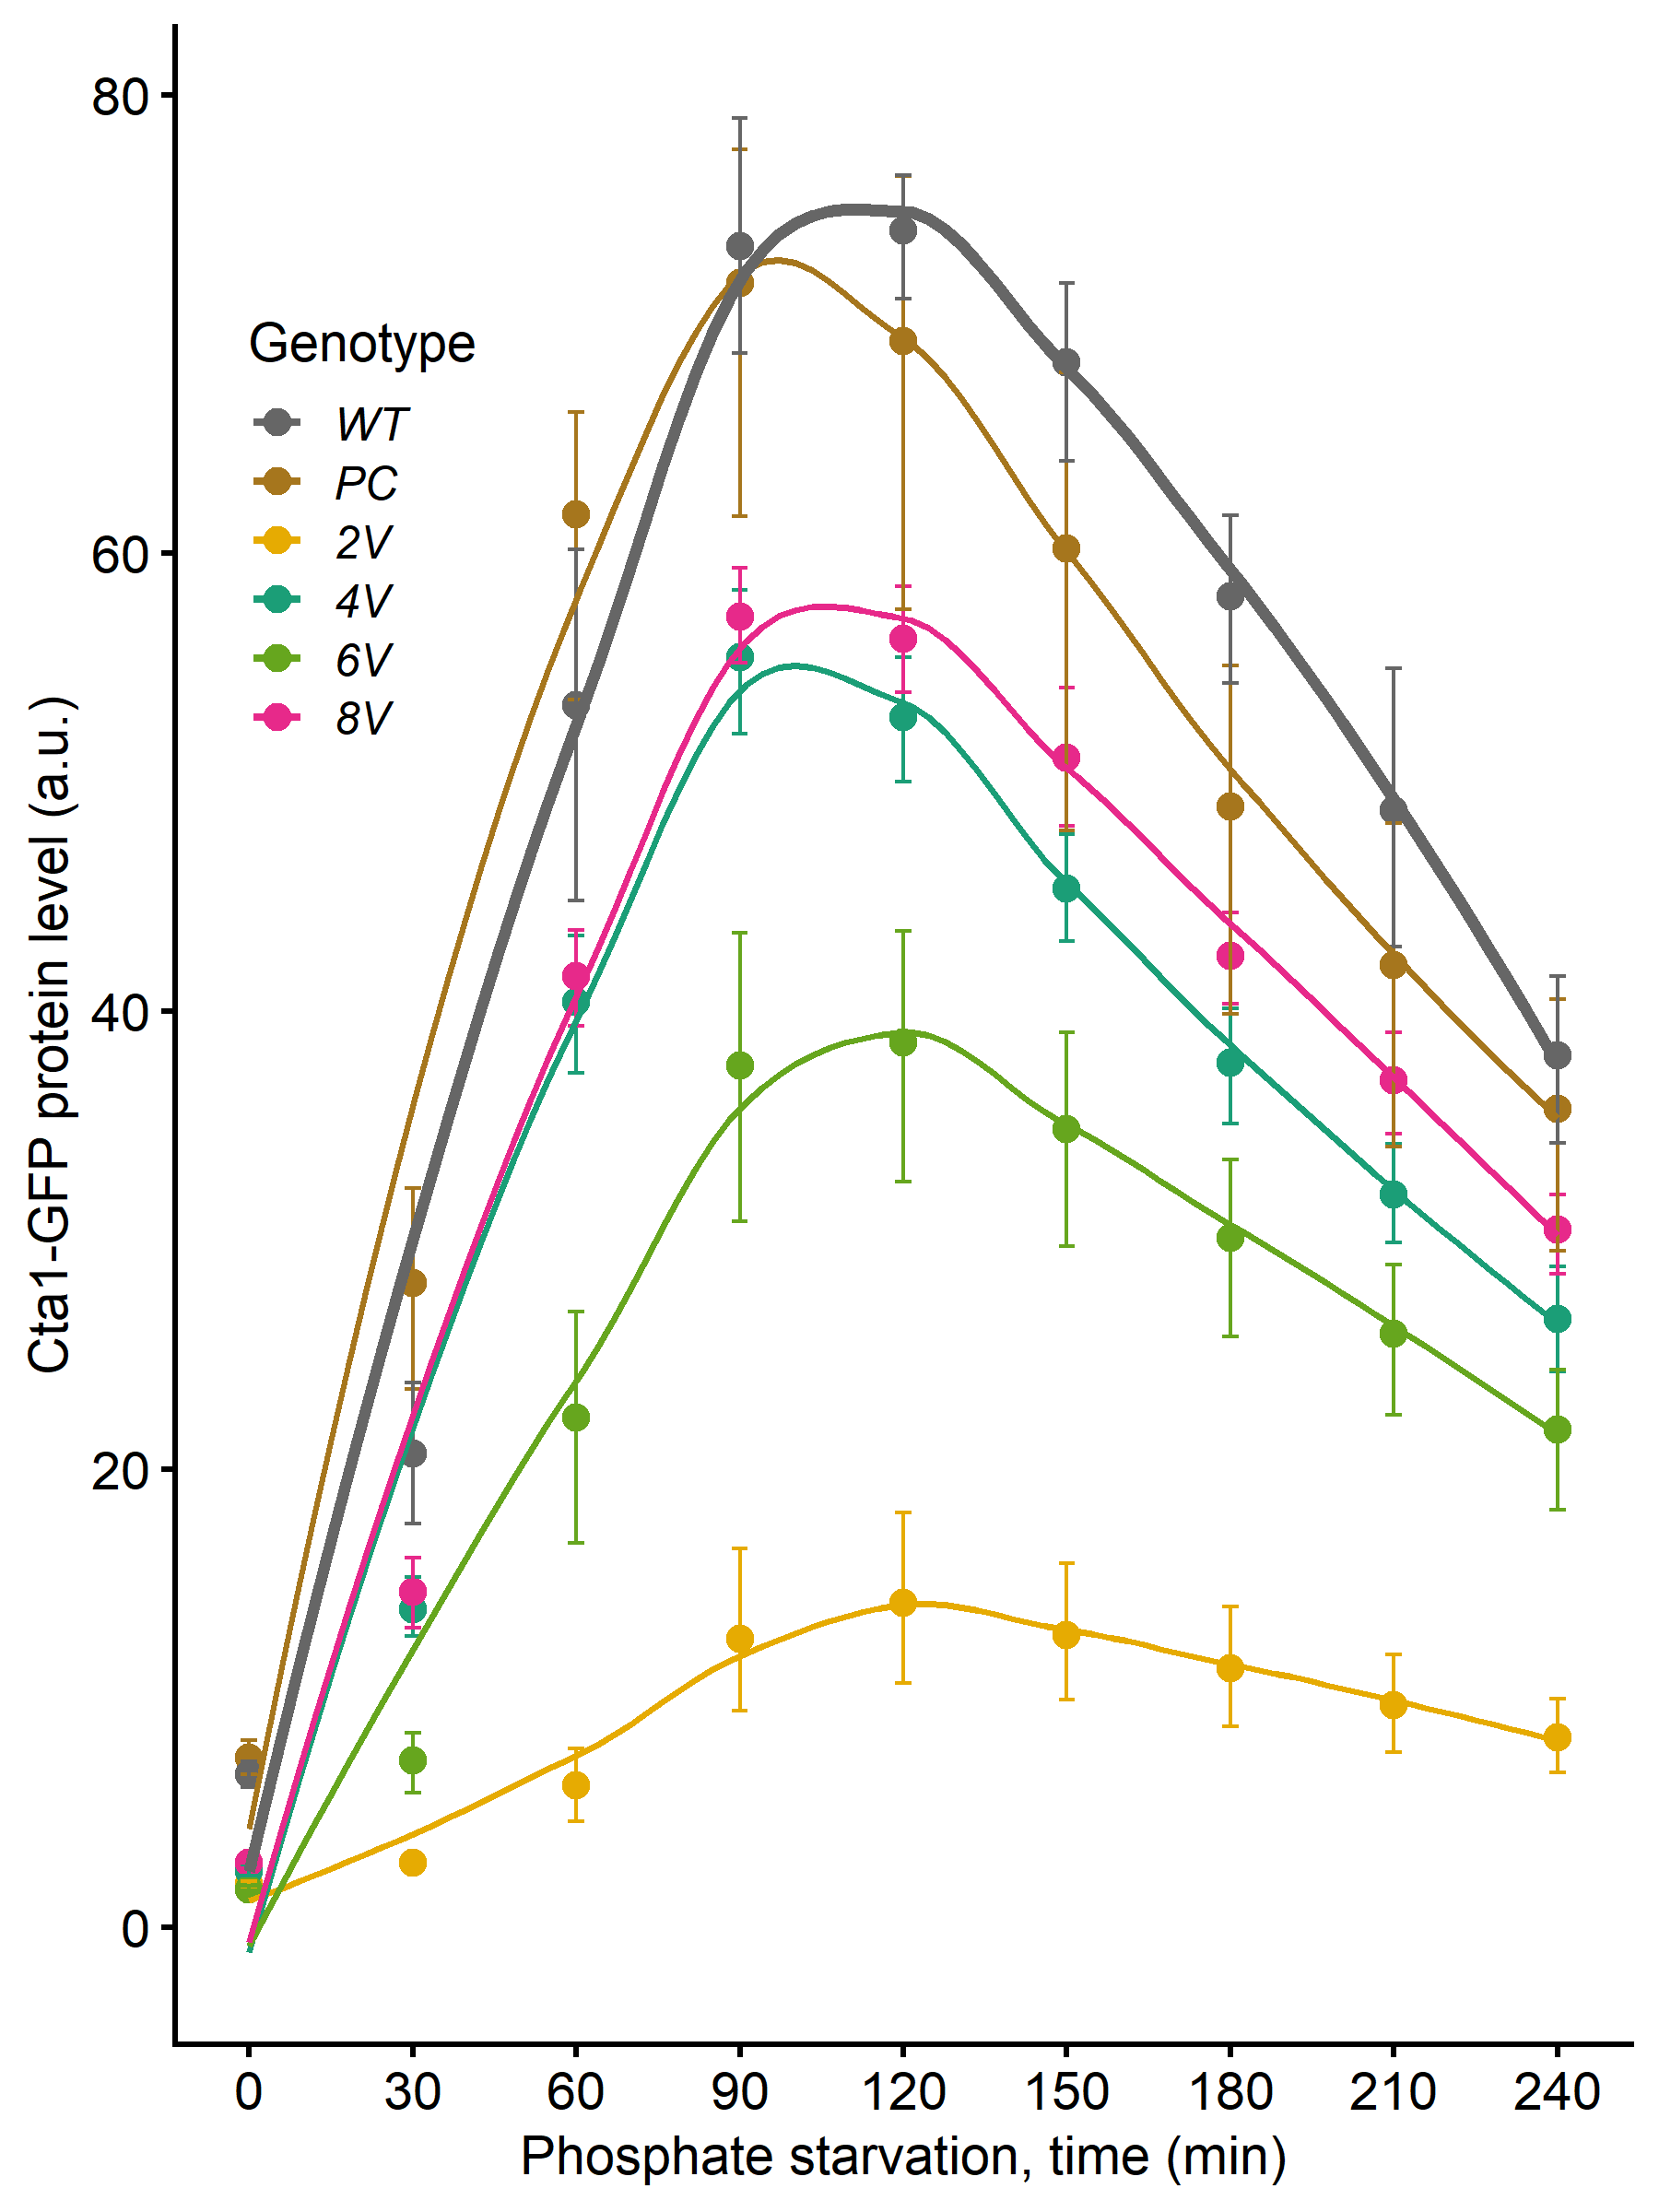 80
60
40
20
0
Cta1-GFP protein level (a.u.)
Genotype
WT
PC
2V
4V
6V
8V
0 30 60 90 120 150 180 210 240
Phosphate starvation, time (min)